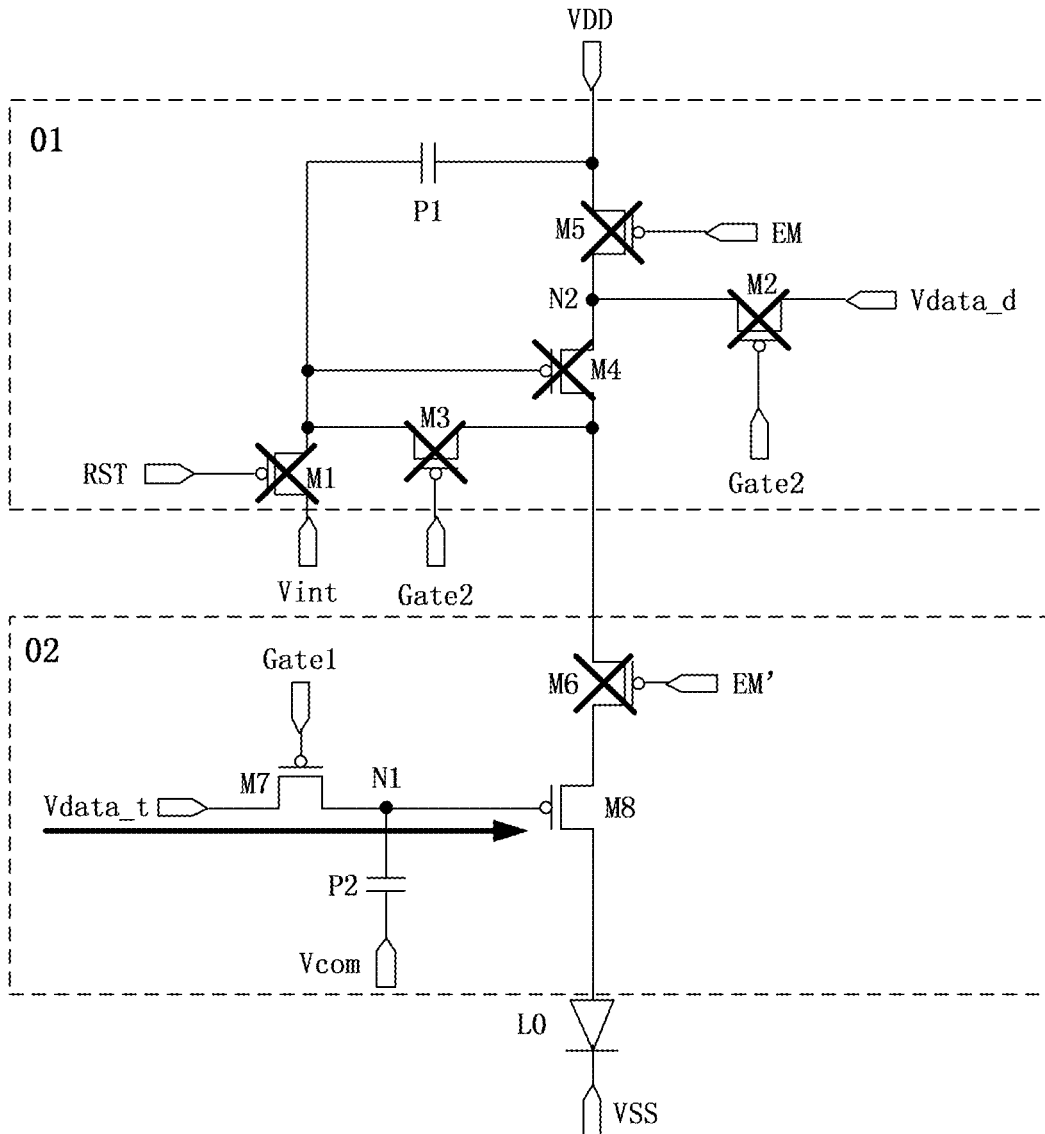 VDD
01
P1
M5
EM
N2
M2
Vdata_d
M4
M3
RST
M1
Gate2
Vint
Gate2
02
Gate1
M6
EM'
M7
N1
Vdata_t
M8
P2
Vcom
L0
VSS